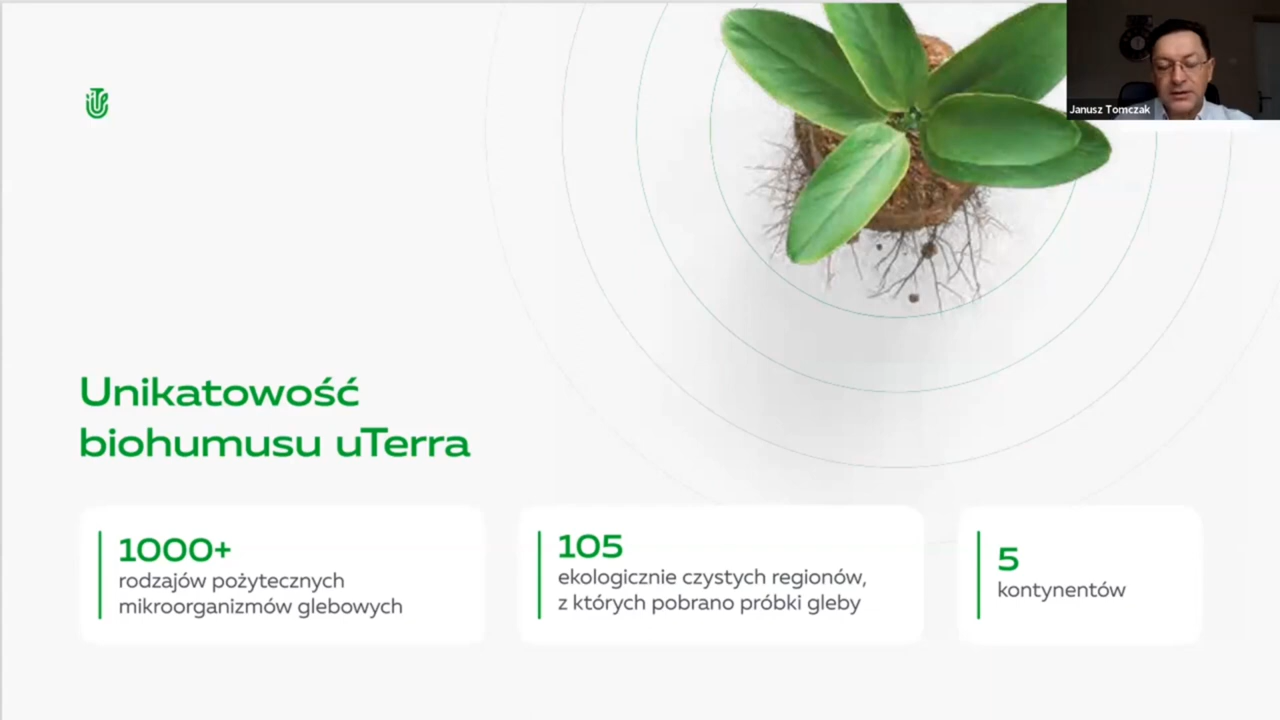 Janusz Tomczak
Unikatowość
biohumusu uTerra
1000+
rodzajów pożytecznych
mikroorganizmów glebowych
105
ekologicznie czystych regionów,
z których pobrano próbki gleby
5
kontynentów